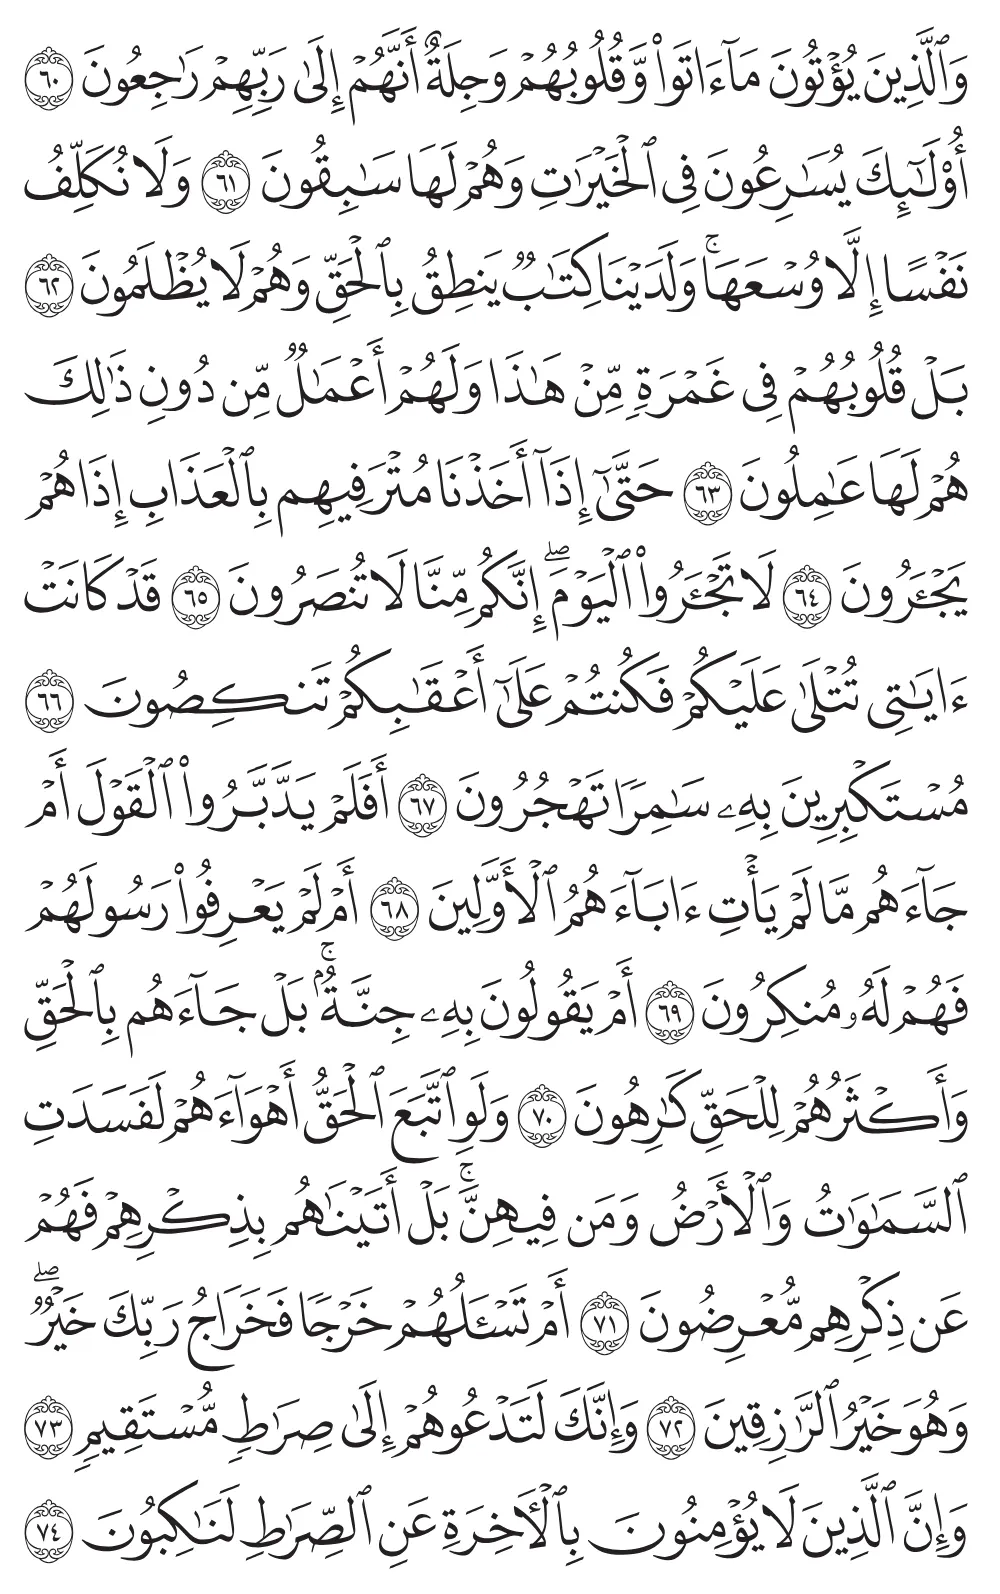 وَٱلَّذِينَ يُؤۡتُونَ مَآ ءَاتَواْ وَّقُلُوبُهُمۡ وَجِلَةٌ أَنَّهُمۡ إِلَىٰ رَبِّهِمۡ رَٰجِعُونَ ٦٠
أُوْلَٰٓئِكَ يُسَٰرِعُونَ فِي ٱلۡخَيۡرَٰتِ وَهُمۡ لَهَا سَٰبِقُونَ ٦١ وَلَا نُكَلِّفُ
نَفۡسًا إِلَّا وُسۡعَهَاۚ وَلَدَيۡنَا كِتَٰبٞ يَنطِقُ بِٱلۡحَقِّ وَهُمۡ لَا يُظۡلَمُونَ ٦٢
بَلۡ قُلُوبُهُمۡ فِي غَمۡرَةٖ مِّنۡ هَٰذَا وَلَهُمۡ أَعۡمَٰلٞ مِّن دُونِ ذَٰلِكَ
هُمۡ لَهَا عَٰمِلُونَ ٦٣ حَتَّىٰٓ إِذَآ أَخَذۡنَا مُتۡرَفِيهِم بِٱلۡعَذَابِ إِذَا هُمۡ
يَجۡـَٔرُونَ ٦٤ لَا تَجۡـَٔرُواْ ٱلۡيَوۡمَۖ إِنَّكُم مِّنَّا لَا تُنصَرُونَ ٦٥ قَدۡ كَانَتۡ
ءَايَٰتِي تُتۡلَىٰ عَلَيۡكُمۡ فَكُنتُمۡ عَلَىٰٓ أَعۡقَٰبِكُمۡ تَنكِصُونَ ٦٦
مُسۡتَكۡبِرِينَ بِهِۦ سَٰمِرٗا تَهۡجُرُونَ ٦٧ أَفَلَمۡ يَدَّبَّرُواْ ٱلۡقَوۡلَ أَمۡ
جَآءَهُم مَّا لَمۡ يَأۡتِ ءَابَآءَهُمُ ٱلۡأَوَّلِينَ ٦٨ أَمۡ لَمۡ يَعۡرِفُواْ رَسُولَهُمۡ
فَهُمۡ لَهُۥ مُنكِرُونَ ٦٩ أَمۡ يَقُولُونَ بِهِۦ جِنَّةُۢۚ بَلۡ جَآءَهُم بِٱلۡحَقِّ
وَأَكۡثَرُهُمۡ لِلۡحَقِّ كَٰرِهُونَ ٧٠ وَلَوِ ٱتَّبَعَ ٱلۡحَقُّ أَهۡوَآءَهُمۡ لَفَسَدَتِ
ٱلسَّمَٰوَٰتُ وَٱلۡأَرۡضُ وَمَن فِيهِنَّۚ بَلۡ أَتَيۡنَٰهُم بِذِكۡرِهِمۡ فَهُمۡ
عَن ذِكۡرِهِم مُّعۡرِضُونَ ٧١ أَمۡ تَسۡـَٔلُهُمۡ خَرۡجٗا فَخَرَاجُ رَبِّكَ خَيۡرٞۖ
وَهُوَ خَيۡرُ ٱلرَّٰزِقِينَ ٧٢ وَإِنَّكَ لَتَدۡعُوهُمۡ إِلَىٰ صِرَٰطٖ مُّسۡتَقِيمٖ ٧٣
وَإِنَّ ٱلَّذِينَ لَا يُؤۡمِنُونَ بِٱلۡأٓخِرَةِ عَنِ ٱلصِّرَٰطِ لَنَٰكِبُونَ ٧٤